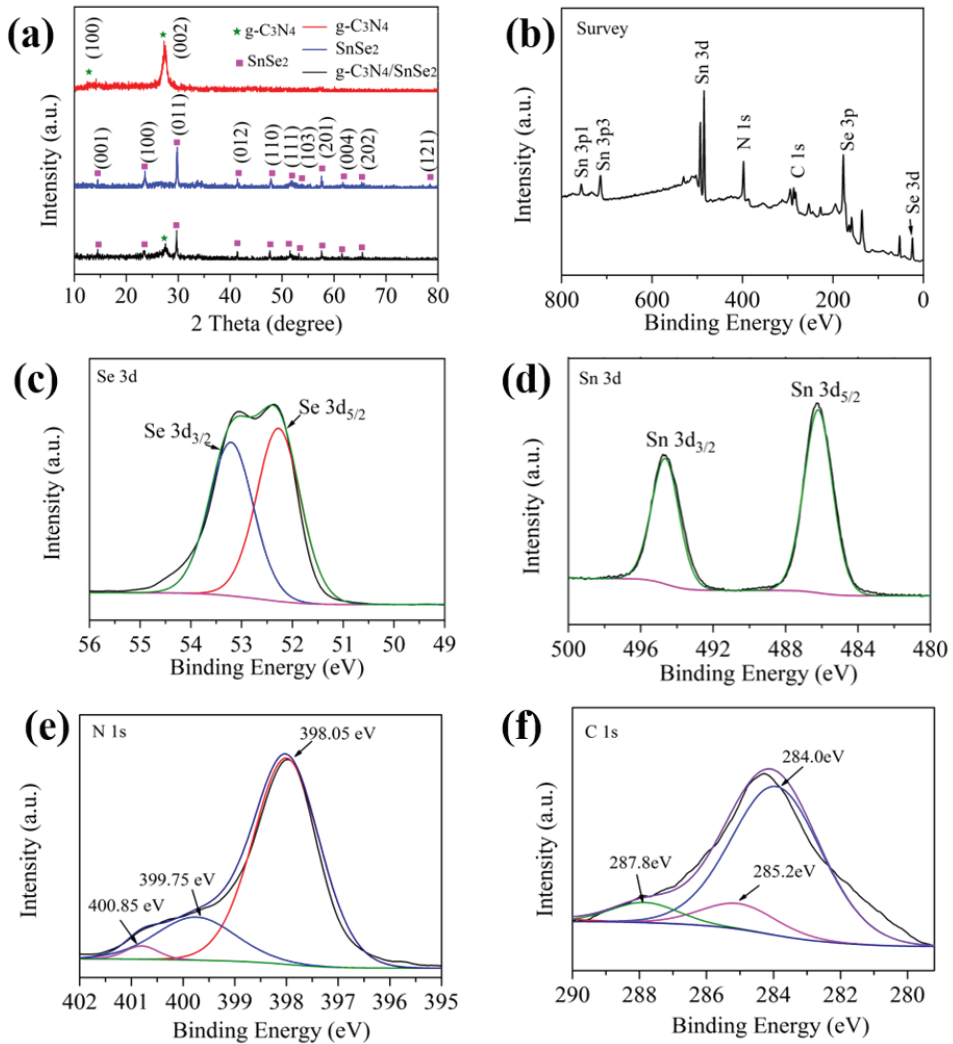 (a)
Intensity (a.u.)
★ g-C3N4
■ SnSe2
g-C3N4
SnSe2
g-C3N4/SnSe2
(100)
(002)
(001)
(100)
(011)
(012)
(110)
(111)
(103)
(201)
(004)
(202)
(121)
10 20 30 40 50 60 70 80
2 Theta (degree)
(b)
Survey
Intensity (a.u.)
Sn 3p1
Sn 3p3
Sn 3d
N 1s
C 1s
Se 3p
Se 3d
800 600 400 200 0
Binding Energy (eV)
(c)
Se 3d
Intensity (a.u.)
Se 3d3/2
Se 3d5/2
56 55 54 53 52 51 50 49
Binding Energy (eV)
(d)
Sn 3d
Intensity (a.u.)
Sn 3d3/2
Sn 3d5/2
500 496 492 488 484 480
Binding Energy (eV)
(e)
N 1s
Intensity (a.u.)
398.05 eV
399.75 eV
400.85 eV
402 401 400 399 398 397 396 395
Binding Energy (eV)
(f)
C 1s
Intensity (a.u.)
284.0eV
287.8eV
285.2eV
290 288 286 284 282 280
Binding Energy (eV)